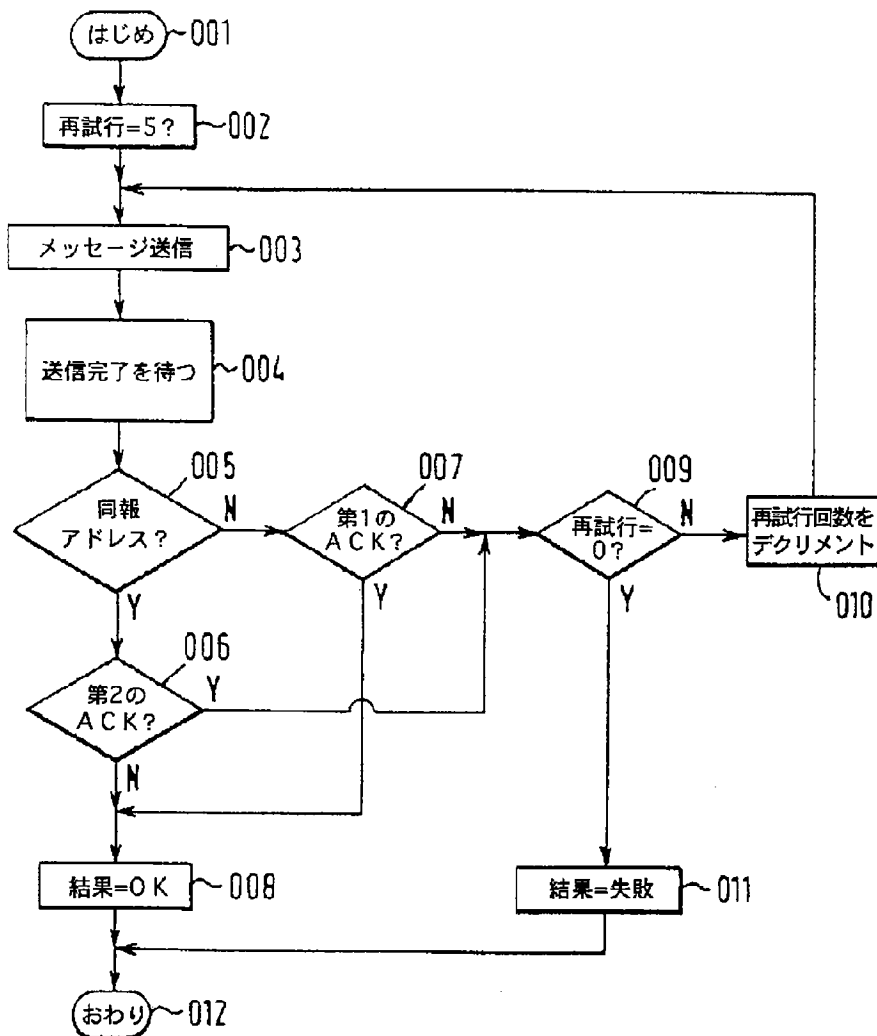 はじめ 001
再試行=5? 002
メッセージ送信 003
送信完了を待つ 004
005
同報
アドレス?
N
Y
007
第1の
ACK?
N
Y
009
再試行=
0?
N
Y
再試行回数を
デクリメント
010
006
第2の
ACK?
Y
N
結果=OK 008
結果=失敗 011
おわり 012